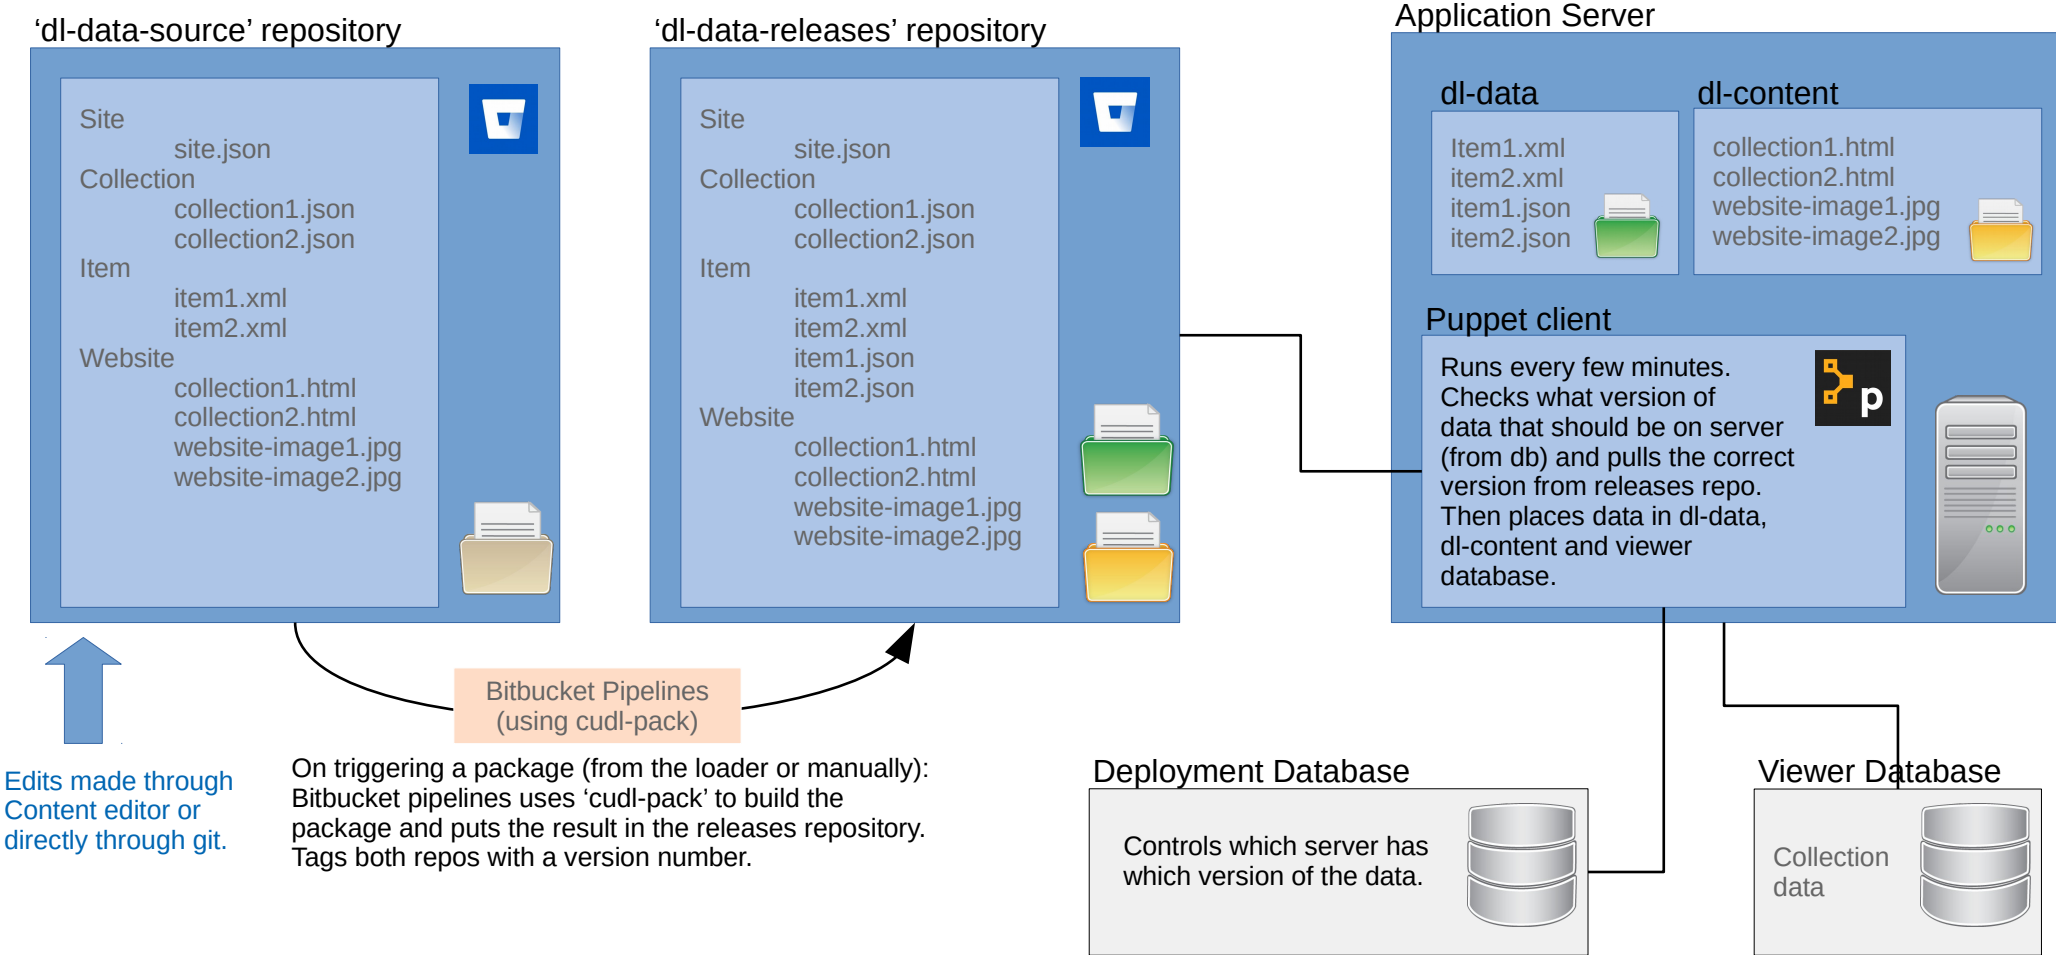 ‘dl-data-source’ repository
Site
site.json
Collection
collection1.json
collection2.json
Item
item1.xml
item2.xml
Website
collection1.html
collection2.html
website-image1.jpg
website-image2.jpg
Edits made through
Content editor or
directly through git.
Bitbucket Pipelines
(using cudl-pack)
On triggering a package (from the loader or manually):
Bitbucket pipelines uses ‘cudl-pack’ to build the
package and puts the result in the releases repository.
Tags both repos with a version number.
‘dl-data-releases’ repository
Site
site.json
Collection
collection1.json
collection2.json
Item
item1.xml
item2.xml
item1.json
item2.json
Website
collection1.html
collection2.html
website-image1.jpg
website-image2.jpg
Application Server
dl-data
Item1.xml
item2.xml
item1.json
item2.json
dl-content
collection1.html
collection2.html
website-image1.jpg
website-image2.jpg
Puppet client
Runs every few minutes.
Checks what version of
data that should be on server
(from db) and pulls the correct
version from releases repo.
Then places data in dl-data,
dl-content and viewer
database.
p
Deployment Database
Controls which server has
which version of the data.
Viewer Database
Collection
data